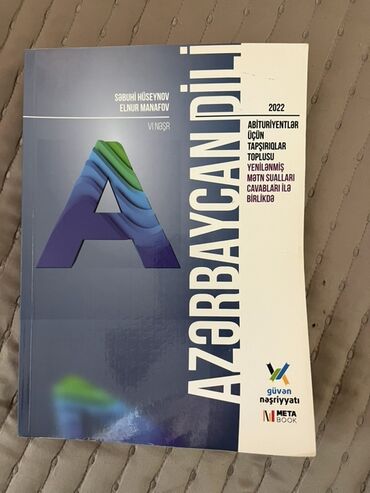 SƏBUHİ HÜSEYNOV
ELNUR MANAFOV
VI NƏŞR
A
AZƏRBAYCAN DİLİ
2022
ABİTURİYENTLƏR
ÜÇÜN
TAPŞIRIQLAR
TOPLUSU
YENİLƏNMİŞ
MƏTN SUALLARI
CAVABLARI İLƏ
BİRLİKDƏ
güvən
nəşriyyatı
META
BOOK